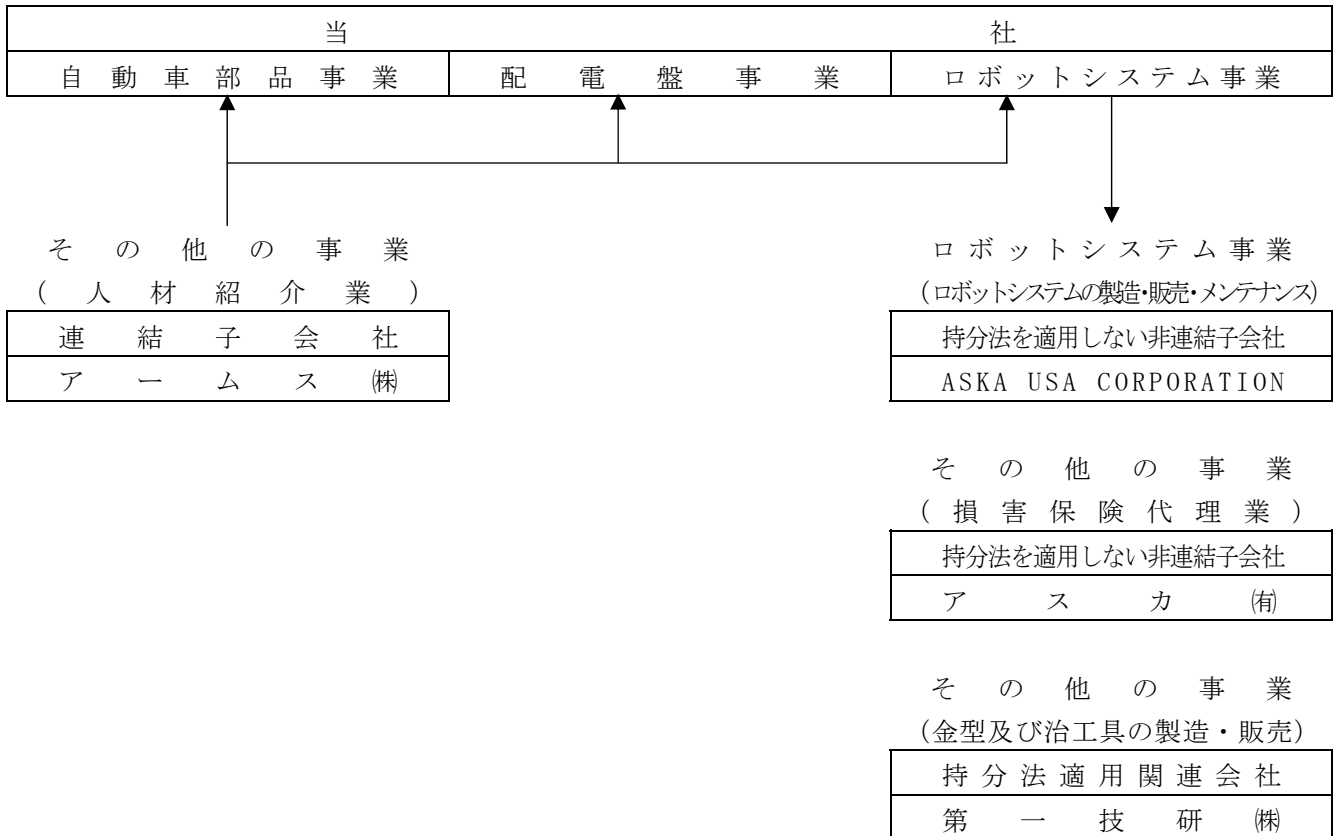 当社
自動車部品事業 配電盤事業 ロボットシステム事業
その他の事業
(人材紹介業)
連結子会社
アームス㈱
ロボットシステム事業
(ロボットシステムの製造・販売・メンテナンス)
持分法を適用しない非連結子会社
ASKA USA CORPORATION
その他の事業
(損害保険代理業)
持分法を適用しない非連結子会社
アスカ㈲
その他の事業
(金型及び治工具の製造・販売)
持分法適用関連会社
第一技研㈱